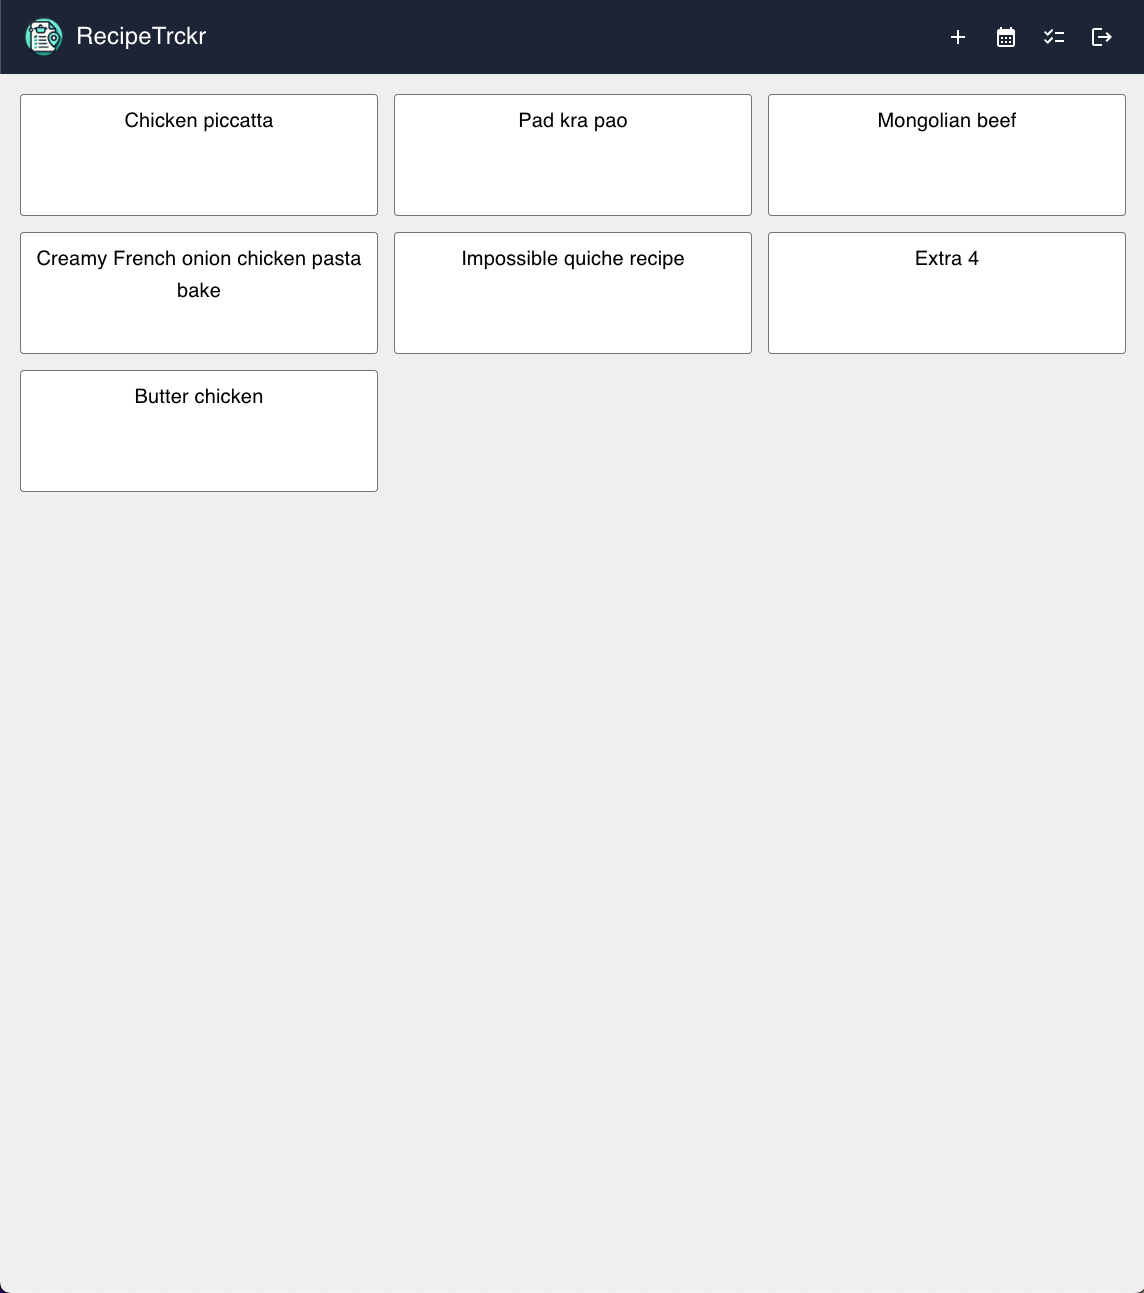 RecipeTrckr
Chicken piccatta
Pad kra pao
Mongolian beef
Creamy French onion chicken pasta
bake
Impossible quiche recipe
Extra 4
Butter chicken